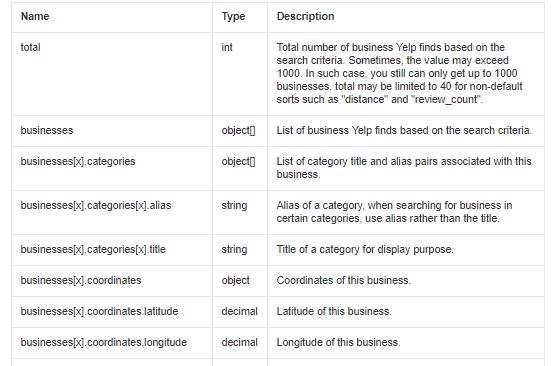 Name Type Description
total int Total number of business Yelp finds based on the
search criteria. Sometimes, the value may exceed
1000. In such case, you still can only get up to 1000
businesses. total may be limited to 40 for non-default
sorts such as "distance" and "review_count".
businesses object[] List of business Yelp finds based on the search criteria.
businesses[x].categories object[] List of category title and alias pairs associated with this
business.
businesses[x].categories[x].alias string Alias of a category, when searching for business in
certain categories, use alias rather than the title.
businesses[x].categories[x].title string Title of a category for display purpose.
businesses[x].coordinates object Coordinates of this business.
businesses[x].coordinates.latitude decimal Latitude of this business.
businesses[x].coordinates.longitude decimal Longitude of this business.